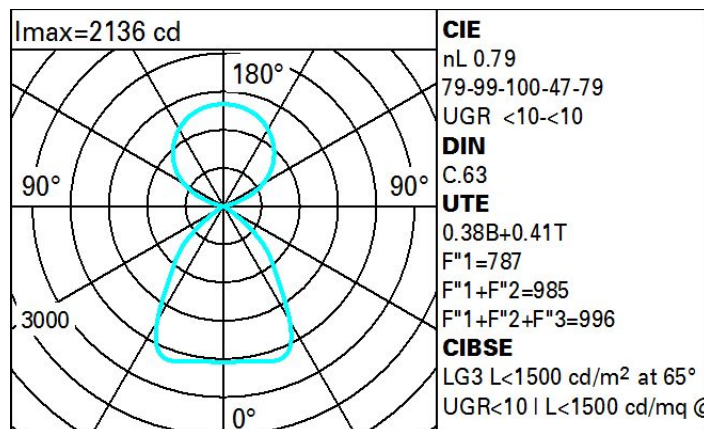 Imax=2136 cd
180°
90°
90°
3000
0°
CIE
nL 0.79
79-99-100-47-79
UGR <10-<10
DIN
C.63
UTE
0.38B+0.41T
F"1=787
F"1+F"2=985
F"1+F"2+F"3=996
CIBSE
LG3 L<1500 cd/m² at 65°
UGR<10 | L<1500 cd/mq @